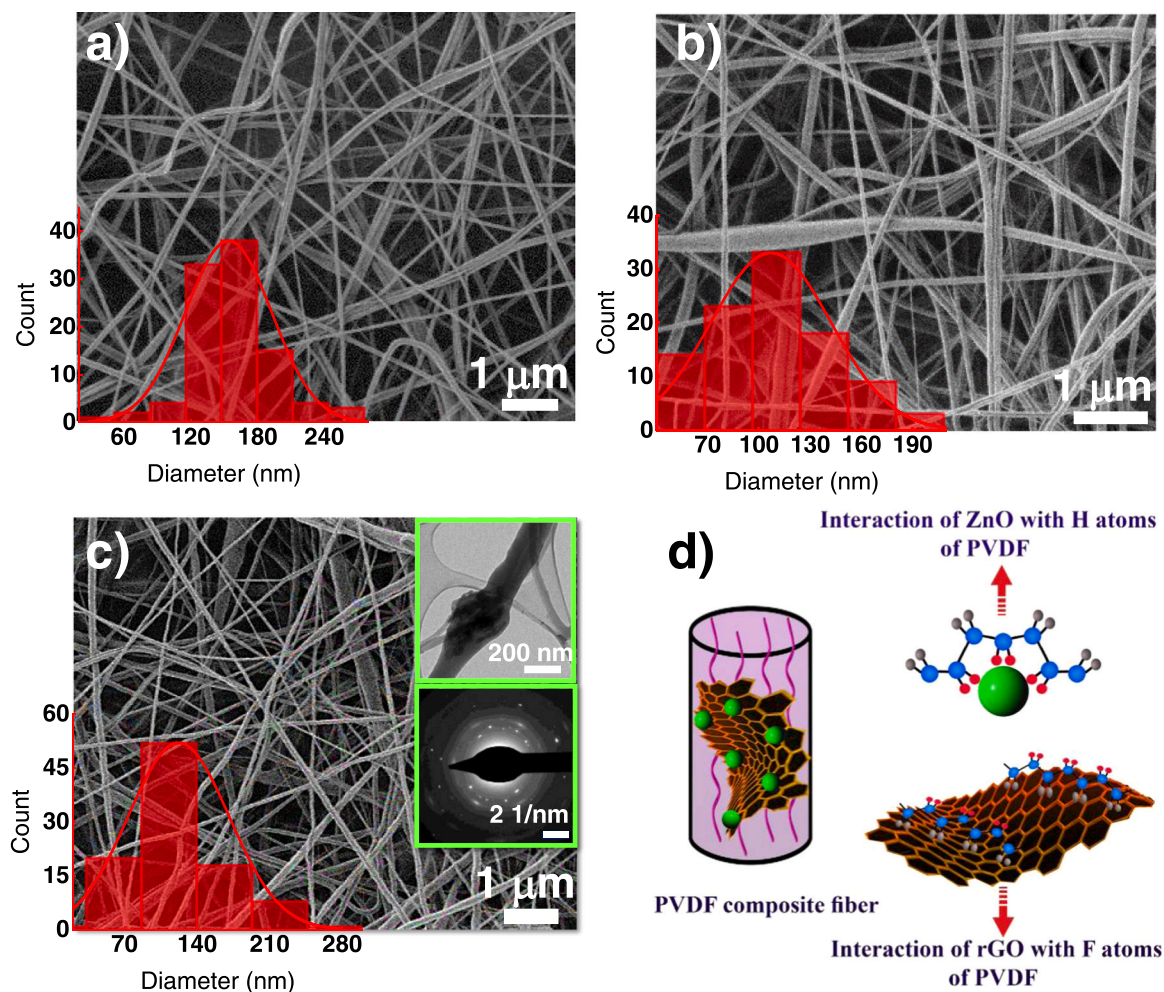 a)
40
30
20
10
0
Count
60 120 180 240
Diameter (nm)
1 μm
b)
40
30
20
10
0
Count
70 100 130 160 190
Diameter (nm)
1 μm
c)
60
45
30
15
0
Count
70 140 210 280
Diameter (nm)
200 nm
2 1/nm
1 μm
d)
Interaction of ZnO with H atoms
of PVDF
PVDF composite fiber
Interaction of rGO with F atoms
of PVDF